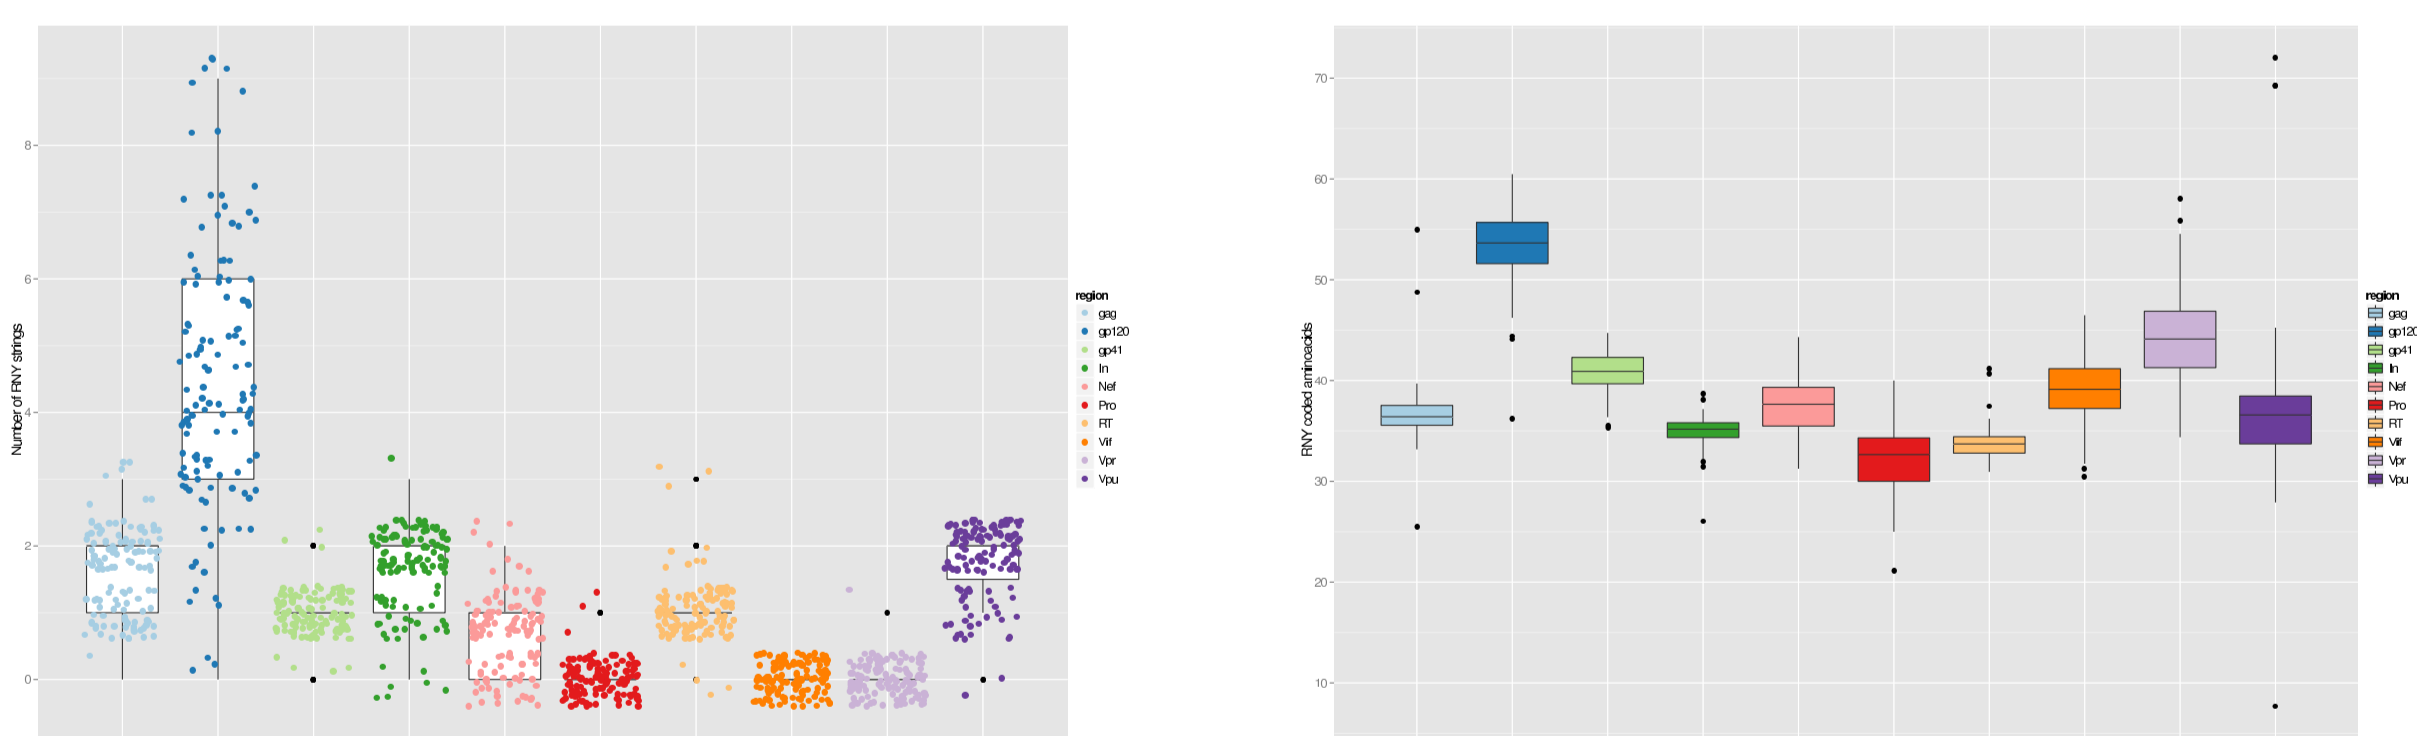 Number of RNY strings
8
6
4
2
0
region
gag
gp120
gp41
In
Nef
Pro
RT
Vif
Vpr
Vpu
RNY coded aminoacids
70
60
50
40
30
20
10
region
gag
gp120
gp41
In
Nef
Pro
RT
Vif
Vpr
Vpu